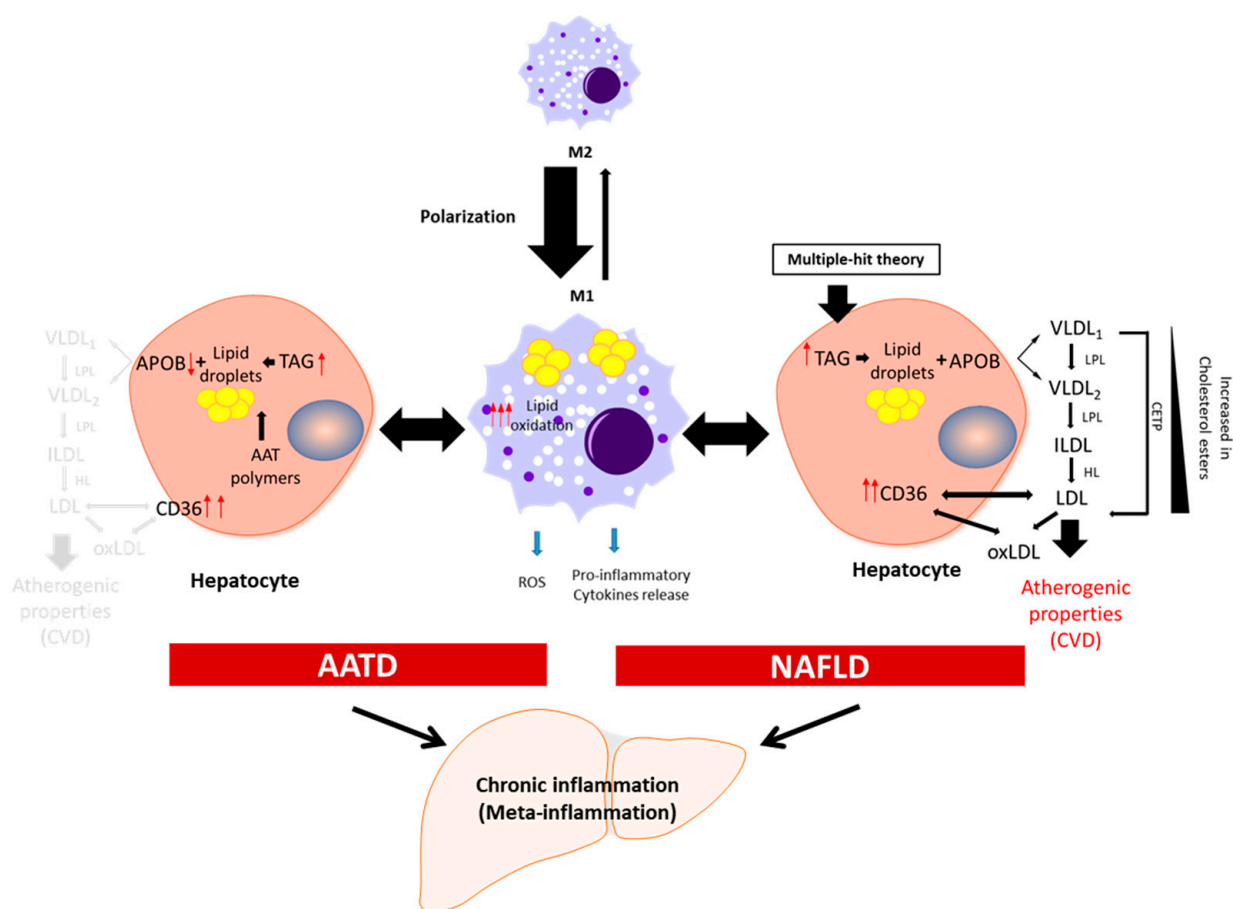 M2
Polarization
M1
Multiple-hit theory
VLDL1
LPL
VLDL2
LPL
ILDL
HL
LDL
oxLDL
Atherogenic
properties
(CVD)
APOB↓ + Lipid
droplets
TAG↑
AAT
polymers
CD36↑↑
Hepatocyte
↑↑↑ Lipid
oxidation
ROS
Pro-inflammatory
Cytokines release
↑TAG
Lipid
droplets
+APOB
↑↑CD36
Hepatocyte
VLDL1
LPL
VLDL2
LPL
ILDL
HL
LDL
oxLDL
CETP
Increased in
Cholesterol esters
Atherogenic
properties
(CVD)
AATD
NAFLD
Chronic inflammation
(Meta-inflammation)